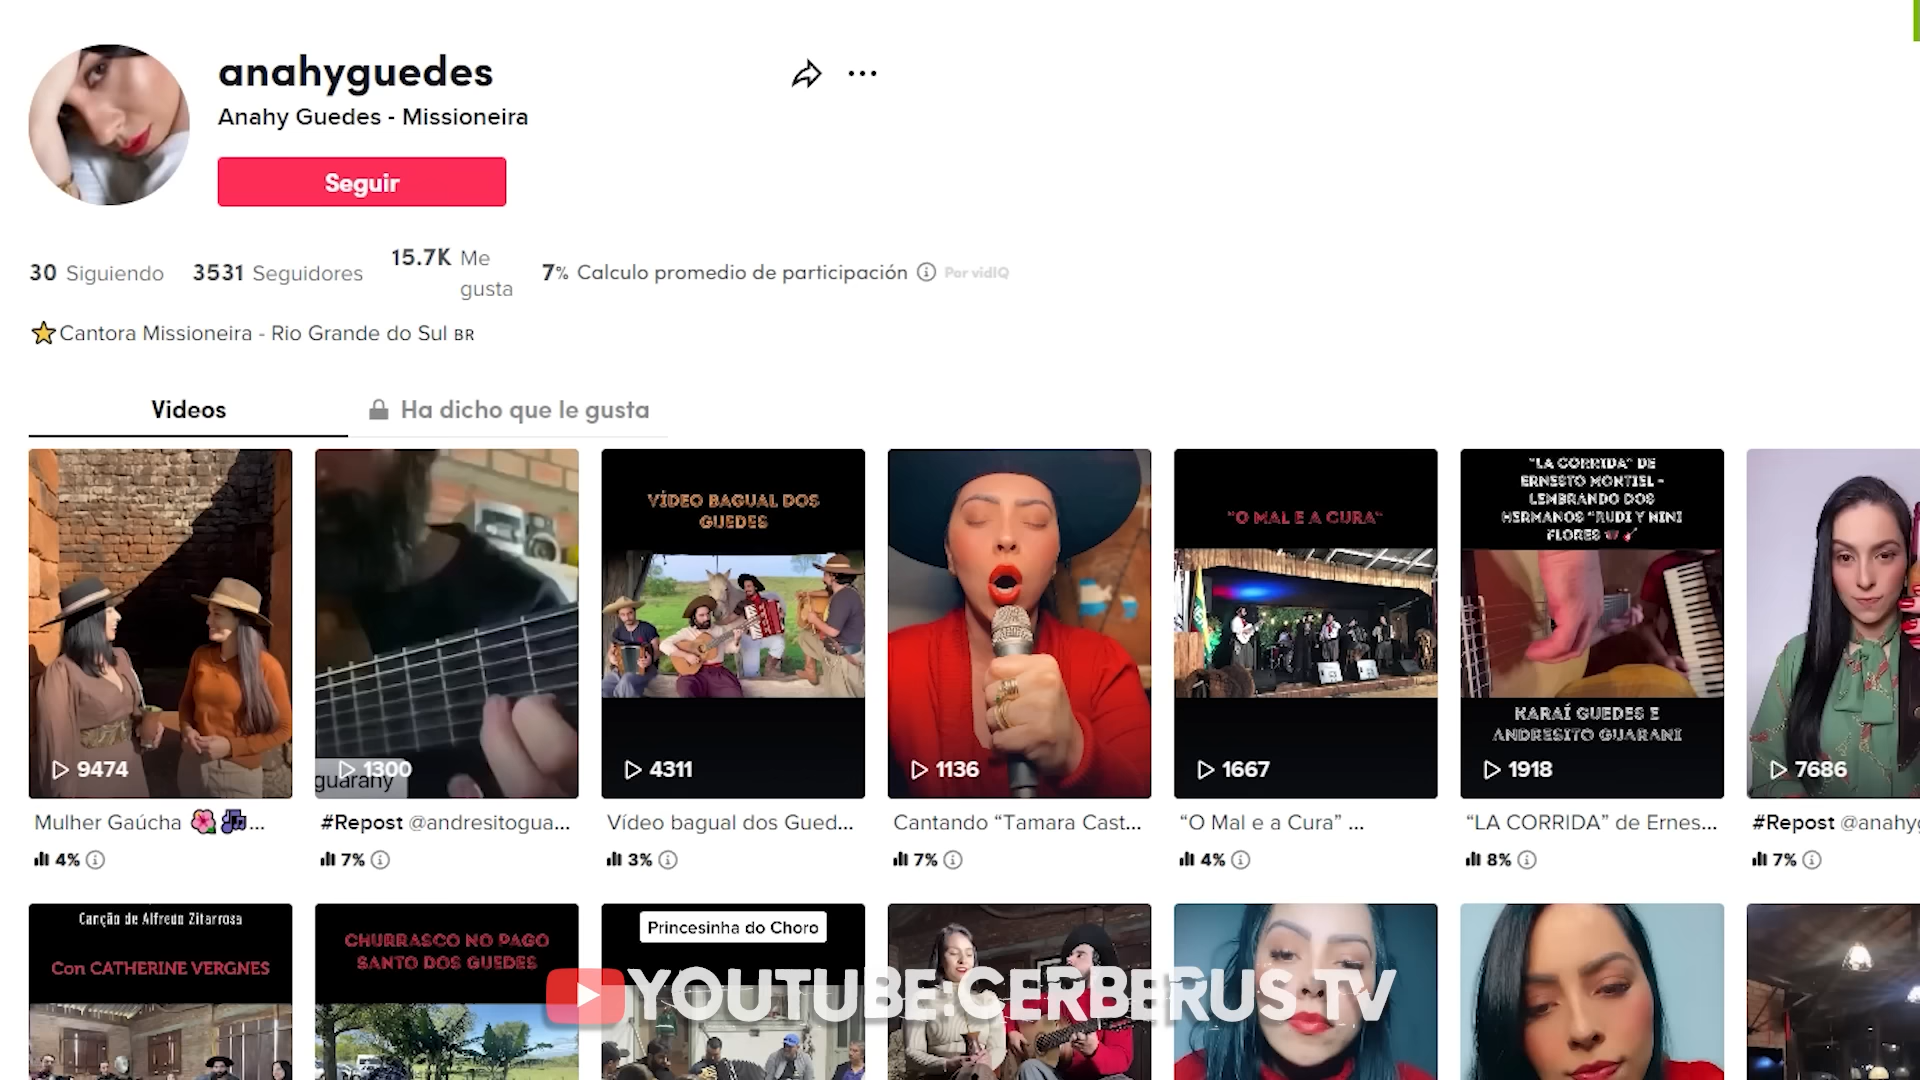 anahyguedes
Anahy Guedes - Missioneira
Seguir
30 Siguiendo
3531 Seguidores
15.7K Me gusta
7% Calculo promedio de participación
Por vidIQ
Cantora Missioneira - Rio Grande do Sul BR
Videos
Ha dicho que le gusta
9474
guarany
1300
VÍDEO BAGUAL DOS
GUEDES
4311
1136
"O MAL E A CURA"
1667
"LA CORRIDA" DE
ERNESTO MONTIEL -
LEMBRANDO DOS
HERMANOS "RUDI Y NINI
FLORES
KARAÍ GUEDES E
ANDRESITO GUARANI
1918
7686
Mulher Gaúcha ...
#Repost @andresitogua...
Vídeo bagual dos Gued...
Cantando “Tamara Cast...
“O Mal e a Cura” ...
“LA CORRIDA” de Ernes...
#Repost @anahyg
4%
7%
3%
7%
4%
8%
7%
Canção de Alfredo Zitarrosa
Con CATHERINE VERGNES
CHURRASCO NO PAGO
SANTO DOS GUEDES
Princesinha do Choro
YOUTUBE:CERBERUS TV